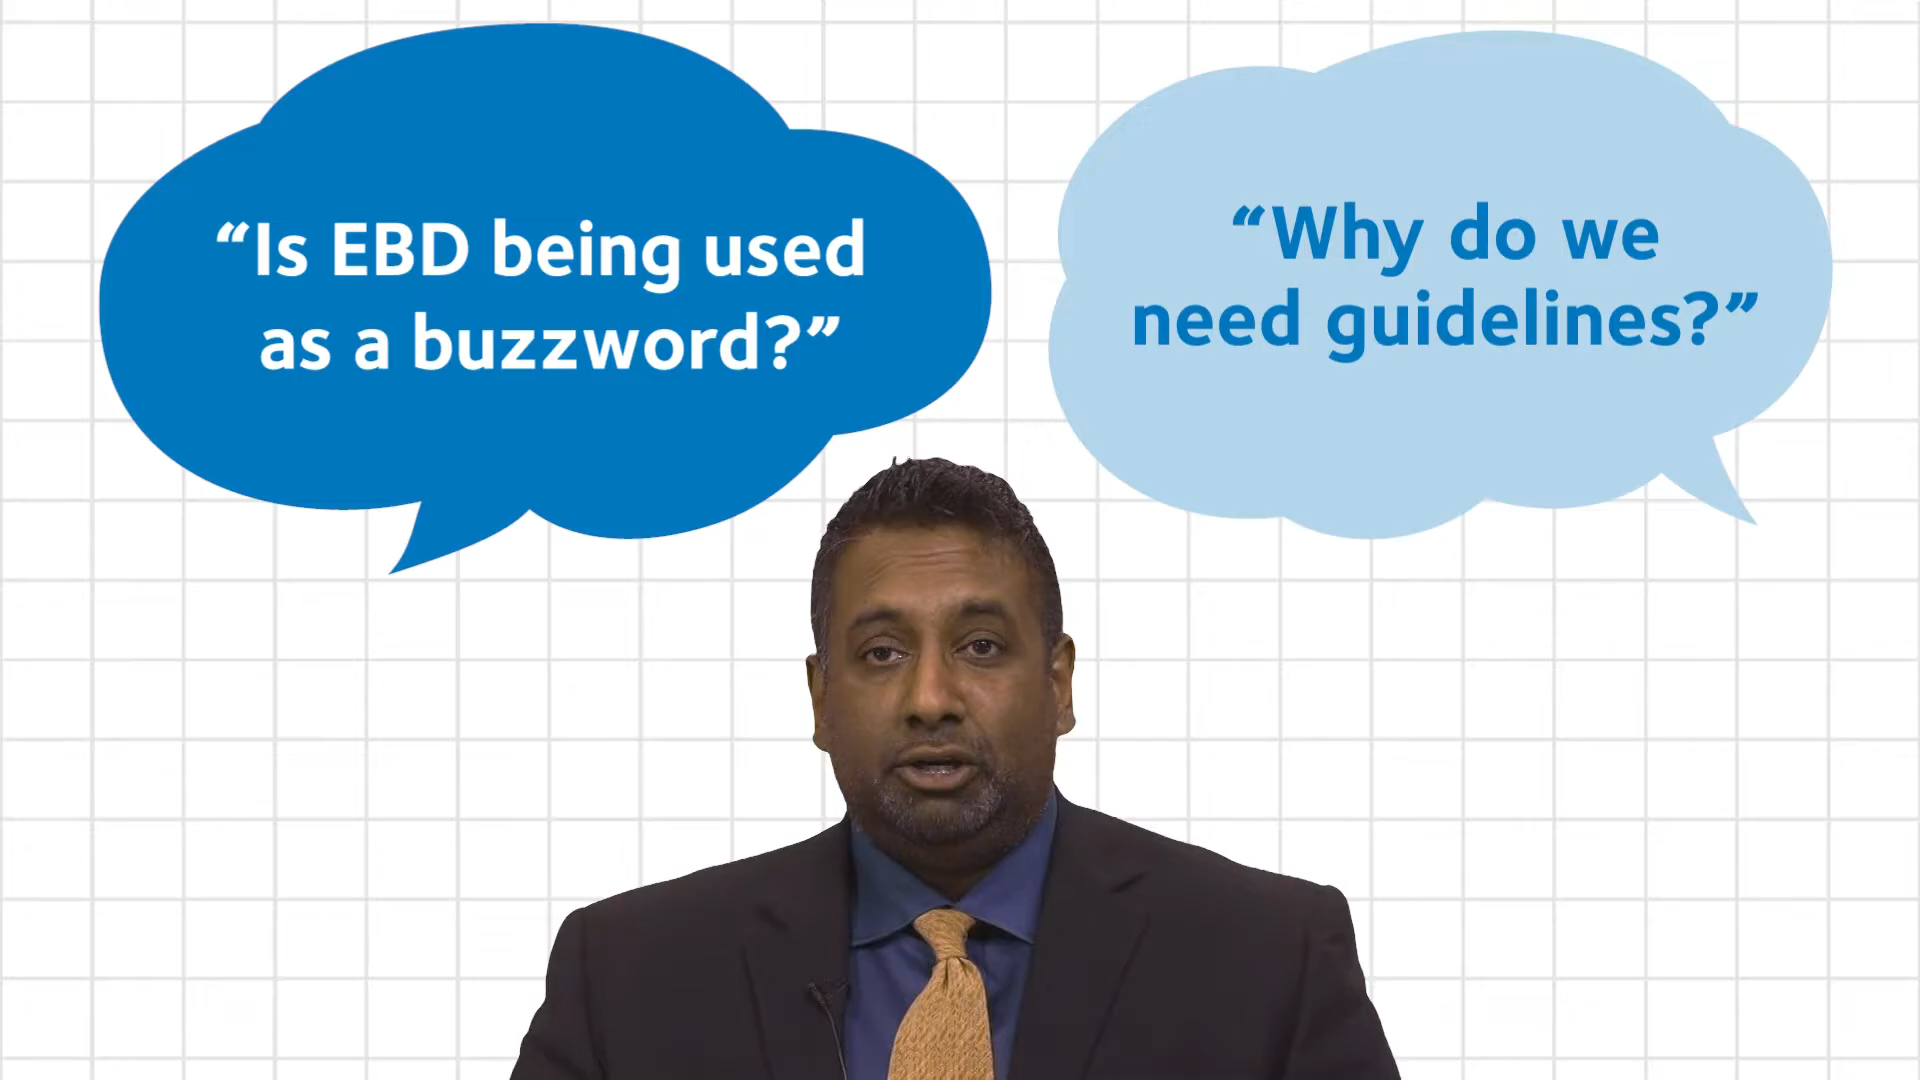 “Is EBD being used
as a buzzword?”
“Why do we
need guidelines?”